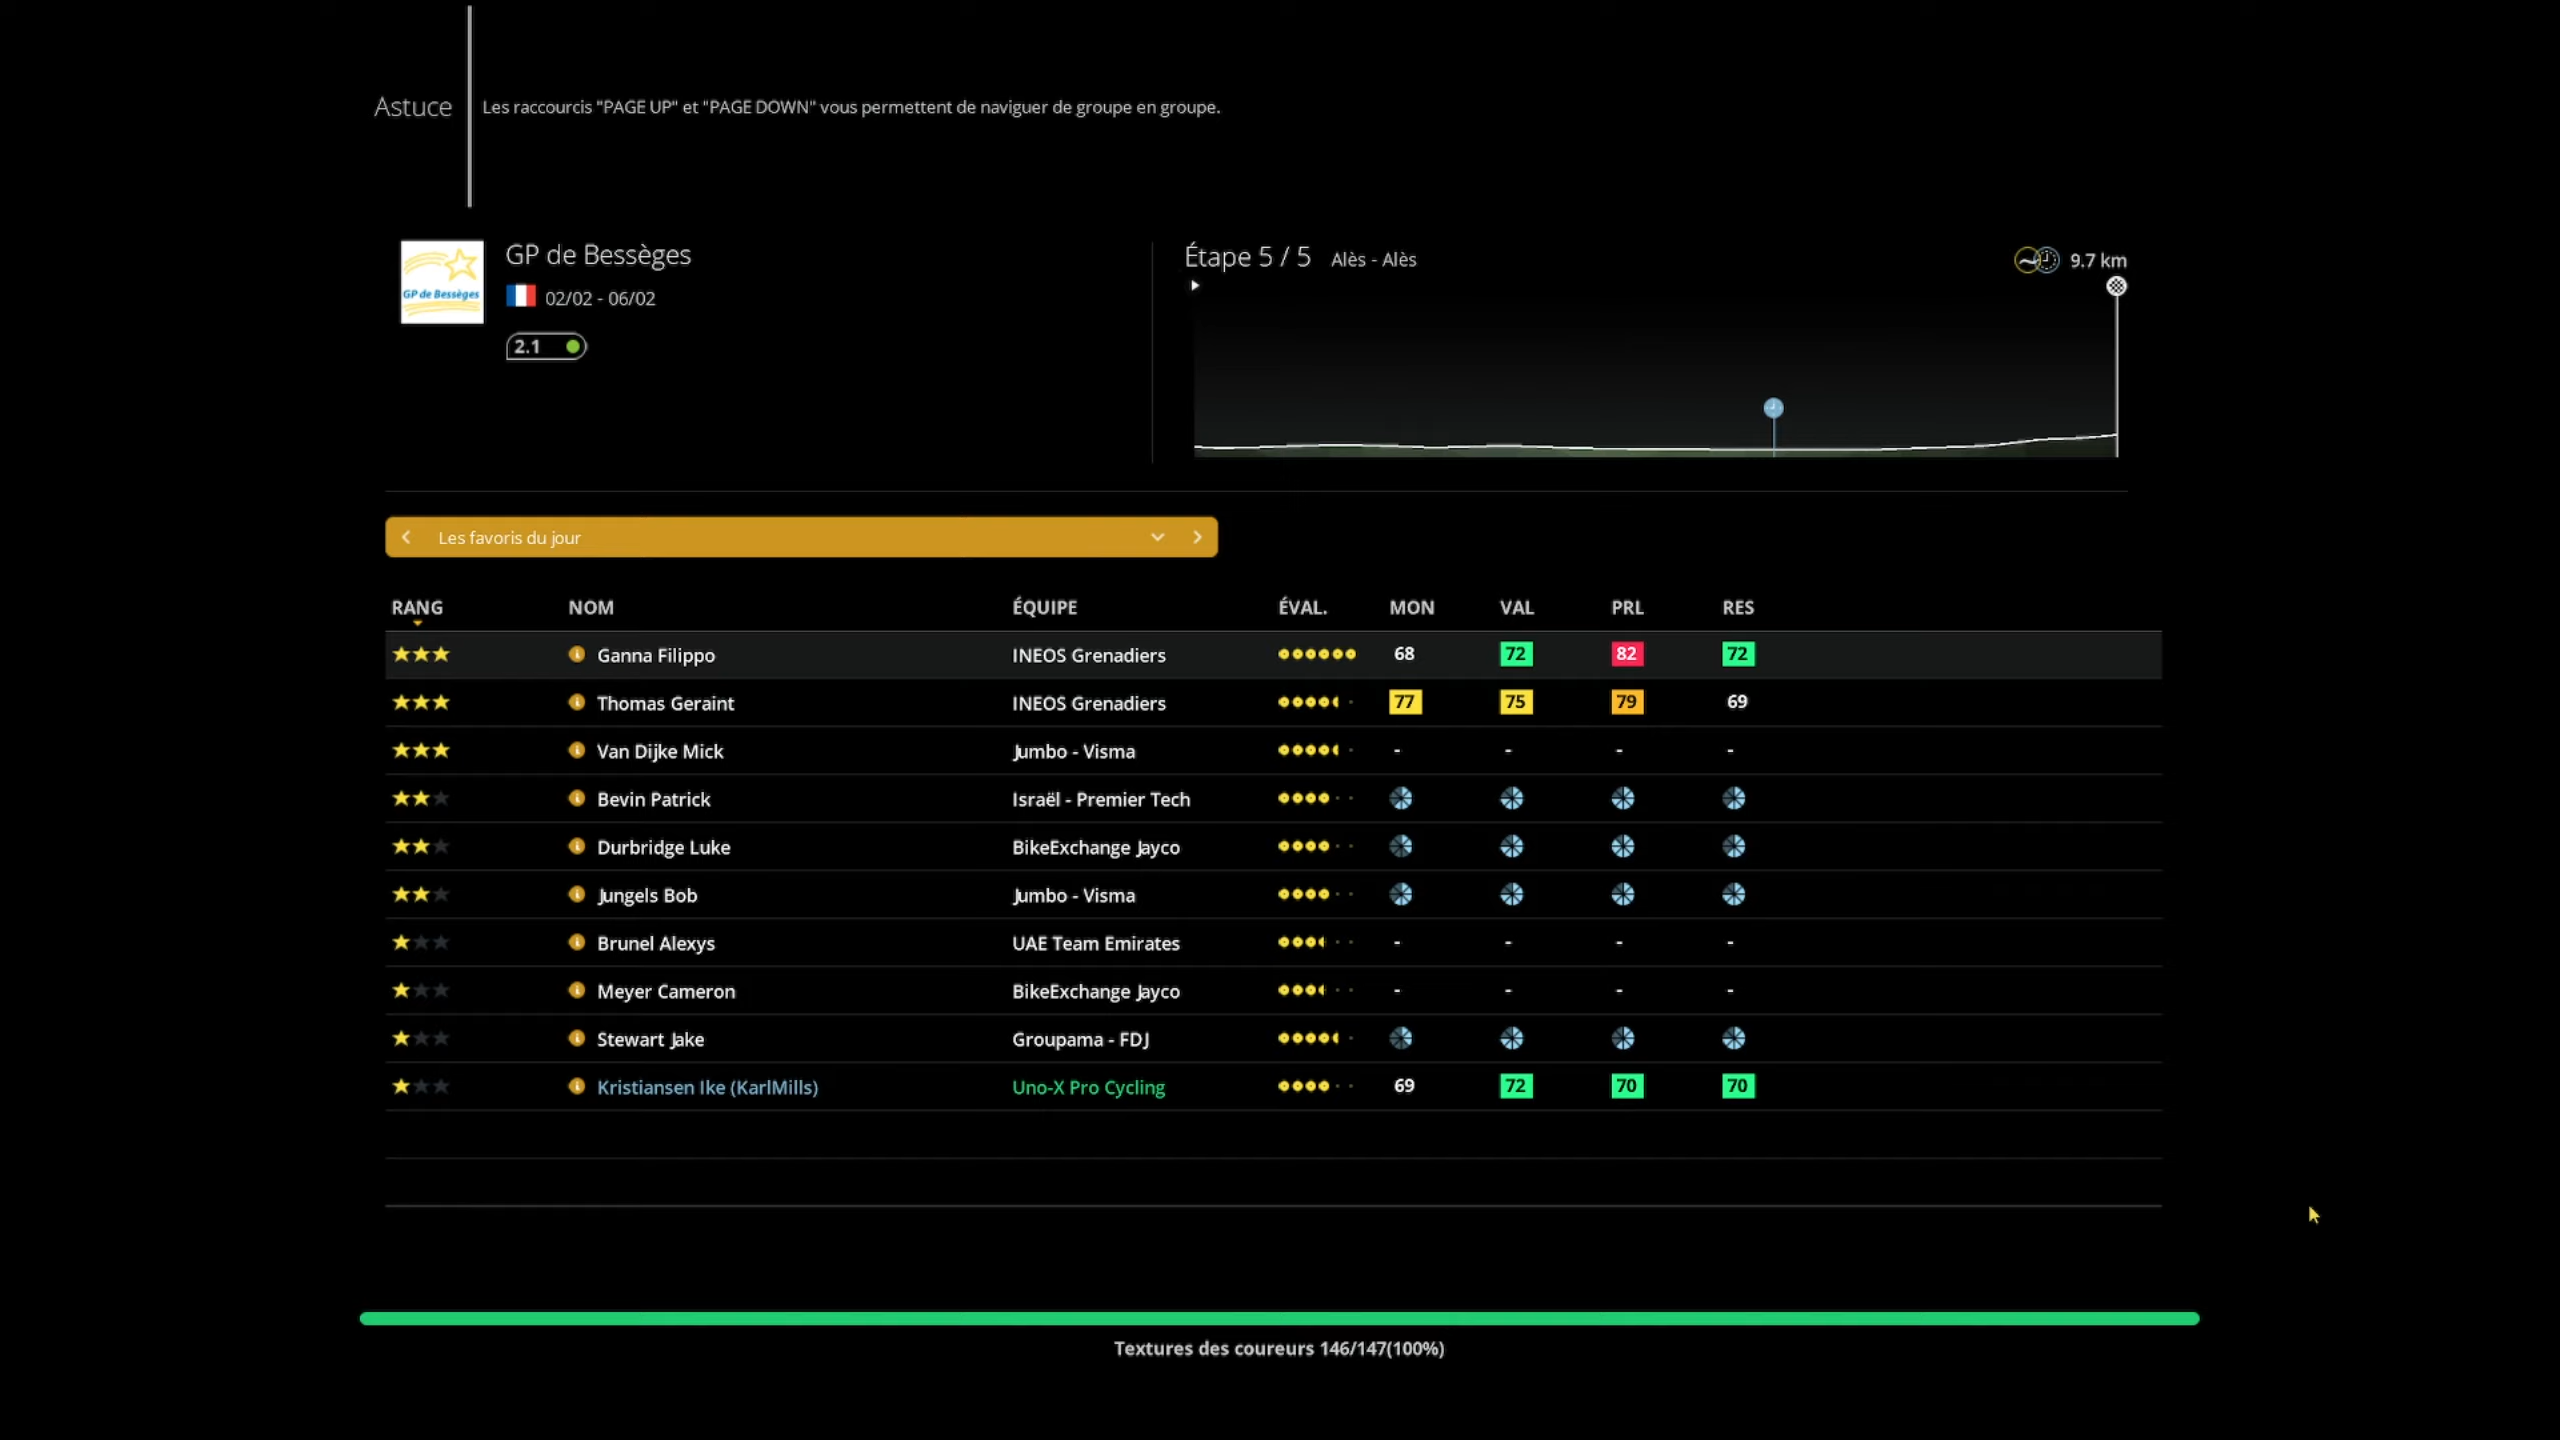 Astuce
Les raccourcis "PAGE UP" et "PAGE DOWN" vous permettent de naviguer de groupe en groupe.
GP de Bessèges
GP de Bessèges
02/02 - 06/02
2.1
Étape 5 / 5 Alès - Alès 9.7 km
Les favoris du jour
RANG NOM ÉQUIPE ÉVAL. MON VAL PRL RES
Ganna Filippo INEOS Grenadiers 68 72 82 72
Thomas Geraint INEOS Grenadiers 77 75 79 69
Van Dijke Mick Jumbo - Visma - - - -
Bevin Patrick Israël - Premier Tech
Durbridge Luke BikeExchange Jayco
Jungels Bob Jumbo - Visma
Brunel Alexys UAE Team Emirates - - - -
Meyer Cameron BikeExchange Jayco - - - -
Stewart Jake Groupama - FDJ
Kristiansen Ike (KarlMills) Uno-X Pro Cycling 69 72 70 70
Textures des coureurs 146/147(100%)